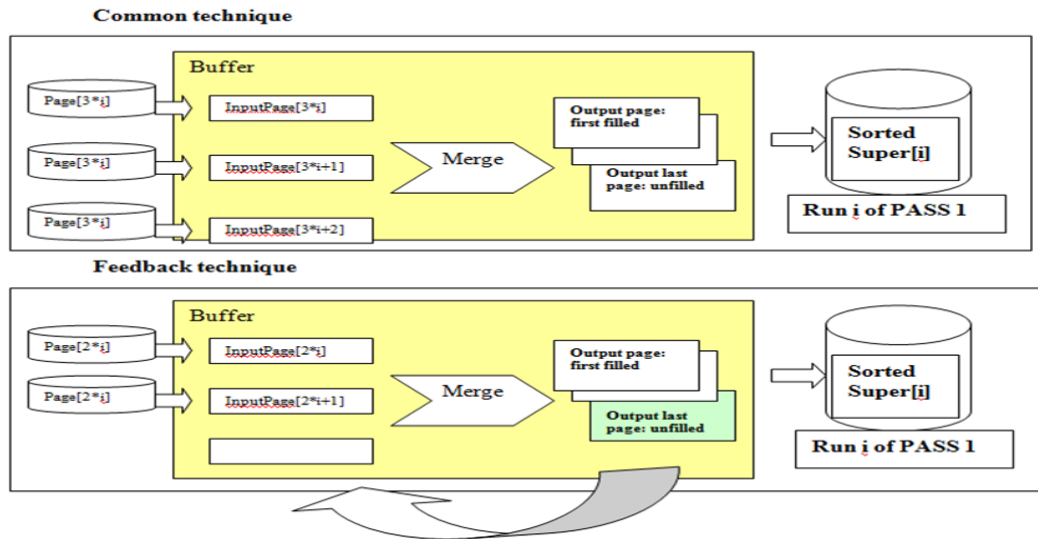 Common technique
Buffer
Page[3*i]
InputPage[3*i]
Page[3*i]
InputPage[3*i+1]
Page[3*i]
InputPage[3*i+2]
Merge
Output page:
first filled
Output last
page: unfilled
Sorted
Super[i]
Run i of PASS 1
Feedback technique
Buffer
Page[2*i]
InputPage[2*i]
Page[2*i]
InputPage[2*i+1]
Merge
Output page:
first filled
Output last
page: unfilled
Sorted
Super[i]
Run i of PASS 1